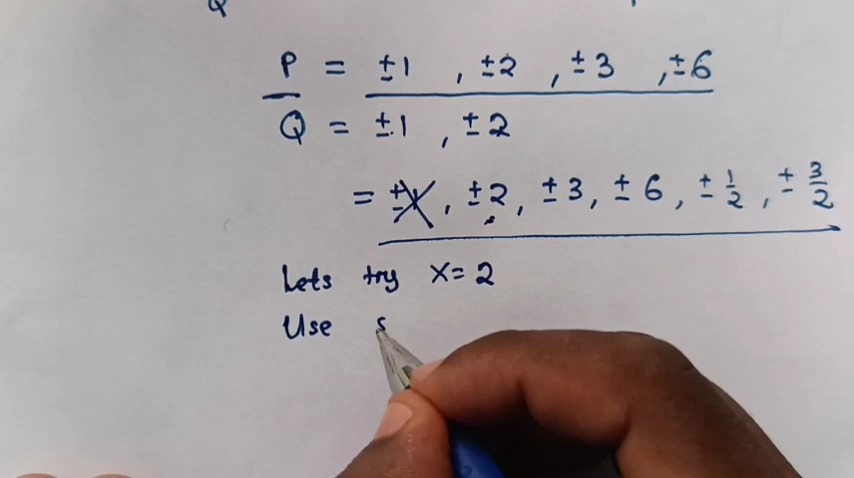 Q
P = ±1 , ±2 , ±3 , ±6
Q = ±1 , ±2
= ±1, ±2, ±3, ±6, ±1/2, ±3/2
Lets try x=2
Use s